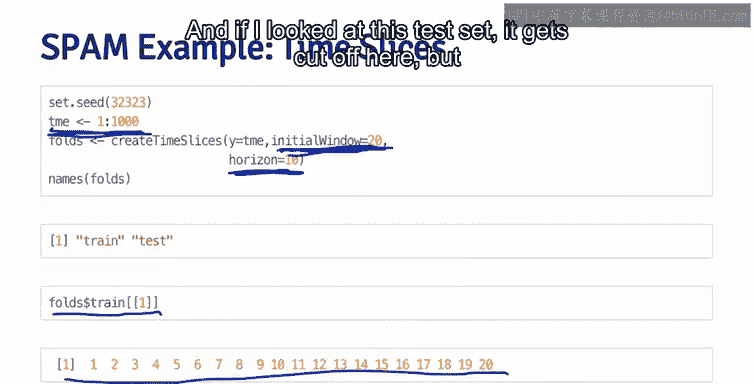 And if I looked at this test set, it gets
cut off here, but
SPAM Example: Time Slices
set.seed(32323)
tme <- 1:1000
folds <- createTimeSlices(y=tme,initialWindow=20,
horizon=10)
names(folds)
[1] "train" "test"
folds$train[[1]]
[1] 1 2 3 4 5 6 7 8 9 10 11 12 13 14 15 16 17 18 19 20